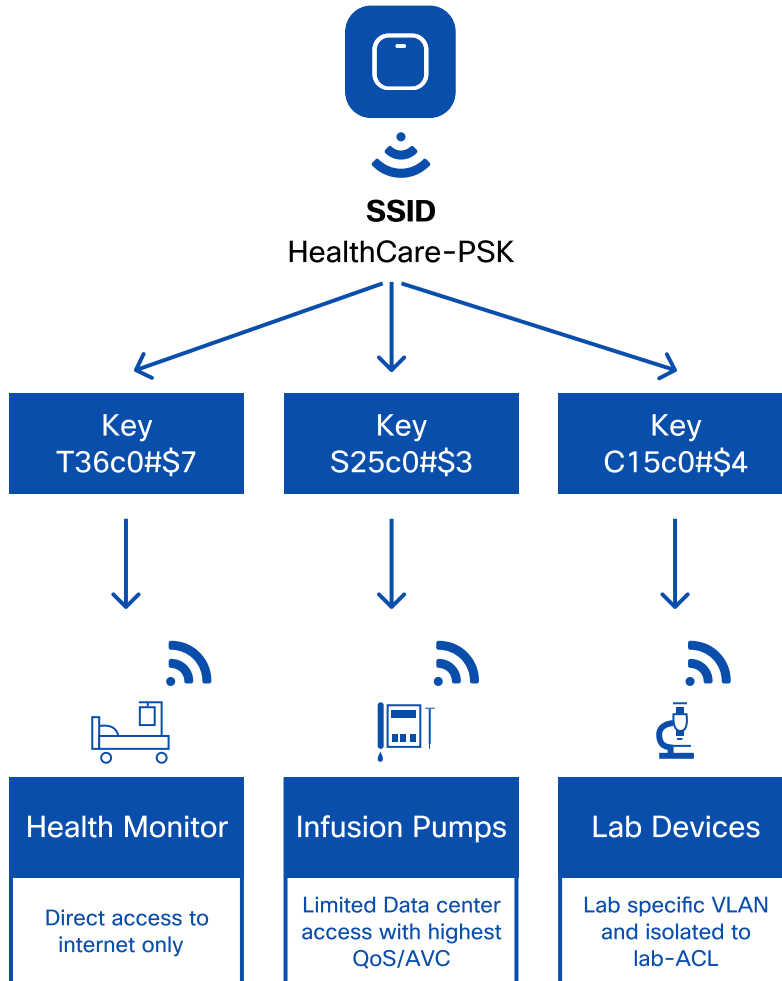 SSID
HealthCare-PSK
Key
T36c0#$7
Key
S25c0#$3
Key
C15c0#$4
Health Monitor
Infusion Pumps
Lab Devices
Direct access to
internet only
Limited Data center
access with highest
QoS/AVC
Lab specific VLAN
and isolated to
lab-ACL